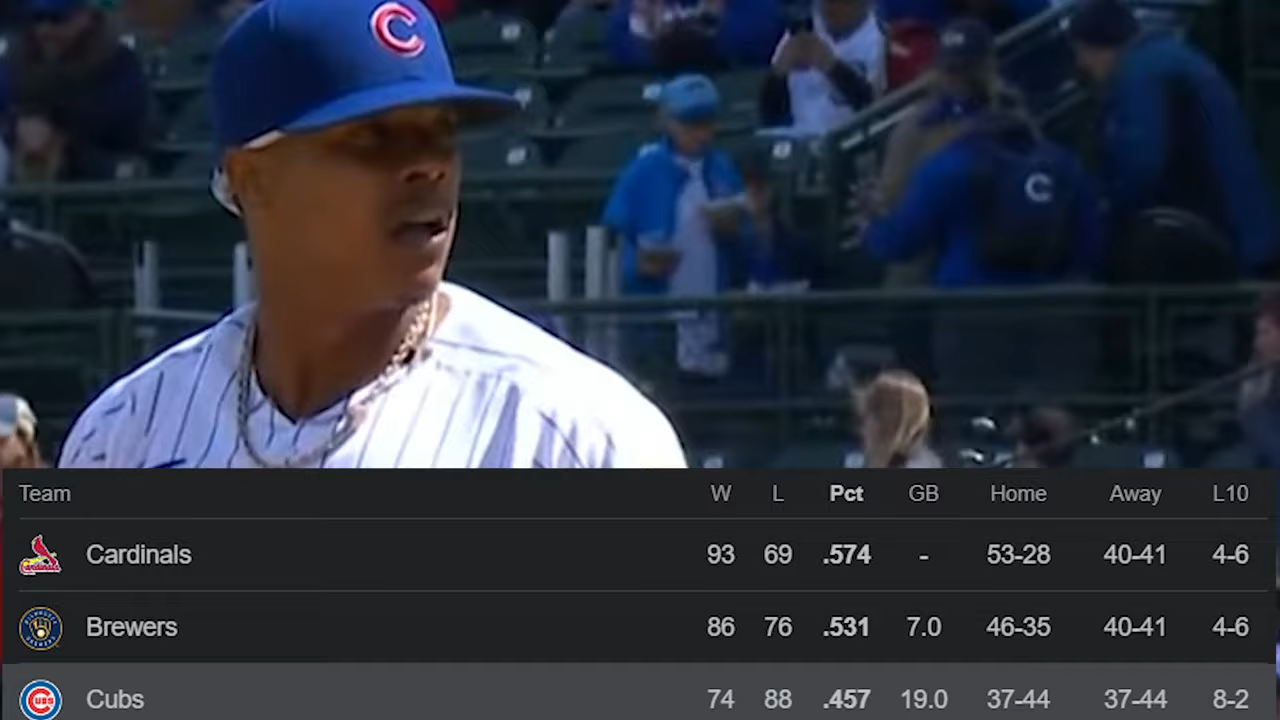 C
C
Team W L Pct GB Home Away L10
Cardinals 93 69 .574 - 53-28 40-41 4-6
Brewers 86 76 .531 7.0 46-35 40-41 4-6
CUBS Cubs 74 88 .457 19.0 37-44 37-44 8-2